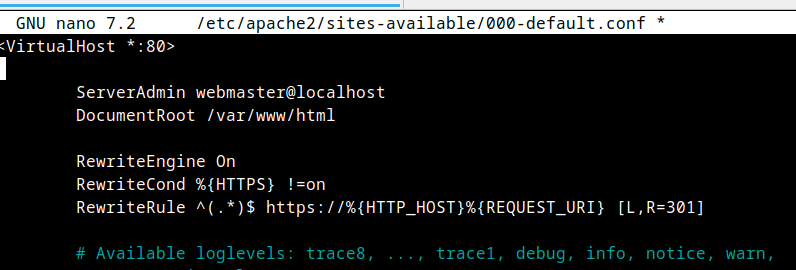 GNU nano 7.2 /etc/apache2/sites-available/000-default.conf *
<VirtualHost *:80>
ServerAdmin webmaster@localhost
DocumentRoot /var/www/html
RewriteEngine On
RewriteCond %{HTTPS} !=on
RewriteRule ^(.*)$ https://%{HTTP_HOST}%{REQUEST_URI} [L,R=301]
# Available loglevels: trace8, ..., trace1, debug, info, notice, warn,